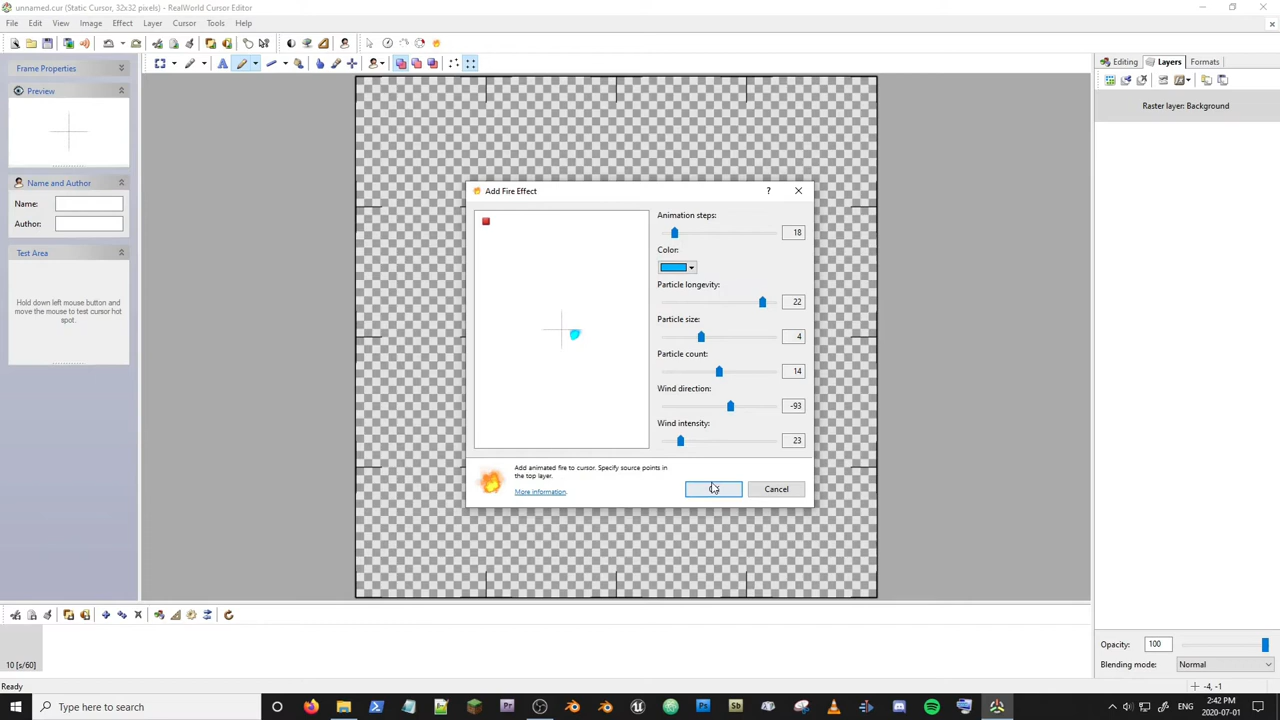 unnamed.cur (Static Cursor, 32x32 pixels) - RealWorld Cursor Editor
File Edit View Image Effect Layer Cursor Tools Help
Frame Properties
Preview
Name and Author
Name:
Author:
Test Area
Hold down left mouse button and
move the mouse to test cursor hot
spot.
Add Fire Effect
?
Animation steps:
18
Color:
Particle longevity:
22
Particle size:
4
Particle count:
14
Wind direction:
-93
Wind intensity:
23
Add animated fire to cursor. Specify source points in
the top layer.
More information.
Cancel
Editing Layers Formats
Raster layer: Background
Opacity: 100
Blending mode: Normal
10 [s/60]
Ready
-4, -1
Type here to search
2:42 PM
2020-07-01